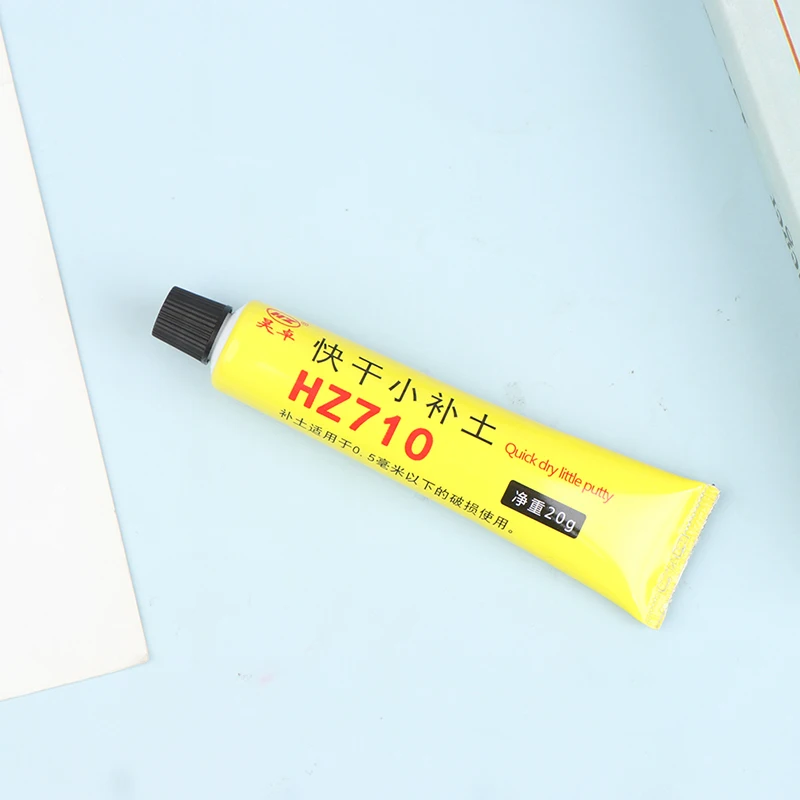 HZ
昊卓
快干小补土
HZ710
Quick dry little putty
补土适用于0.5毫米以下的破损使用。
净重20g